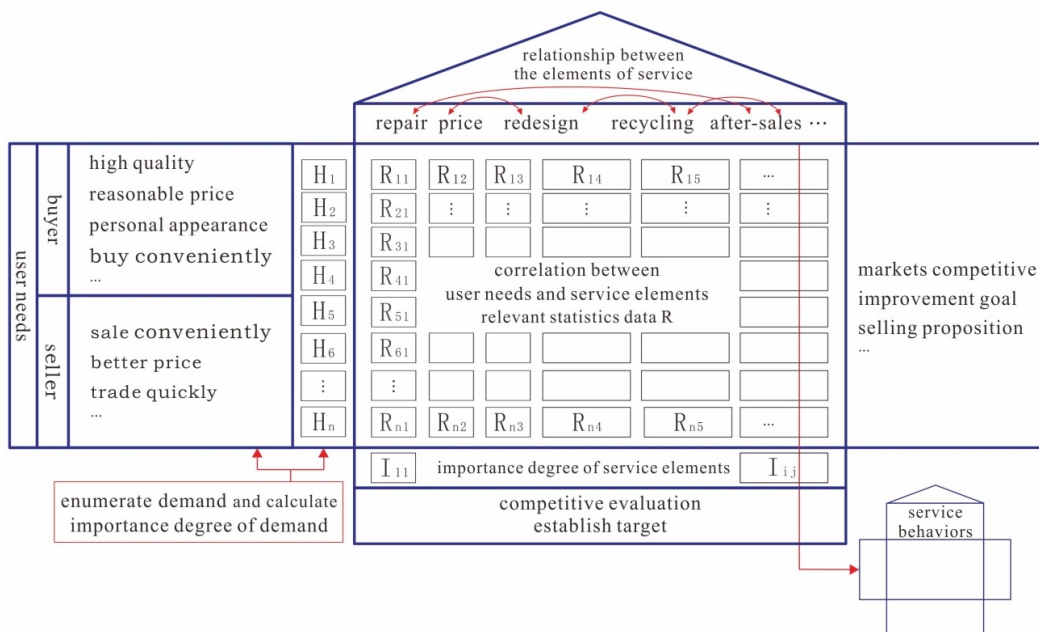 relationship between
the elements of service
repair price redesign recycling after-sales ...
user needs
buyer
high quality
reasonable price
personal appearance
buy conveniently
...
seller
sale conveniently
better price
trade quickly
...
H1 R11 R12 R13 R14 R15 ...
H2 R21 ⋮ ⋮ ⋮ ⋮ ⋮
H3 R31
H4 R41
H5 R51
H6 R61
⋮ ⋮
Hn Rn1 Rn2 Rn3 Rn4 Rn5 ...
correlation between
user needs and service elements
relevant statistics data R
markets competitive
improvement goal
selling proposition
...
I11 importance degree of service elements Iij
competitive evaluation
establish target
enumerate demand and calculate
importance degree of demand
service
behaviors